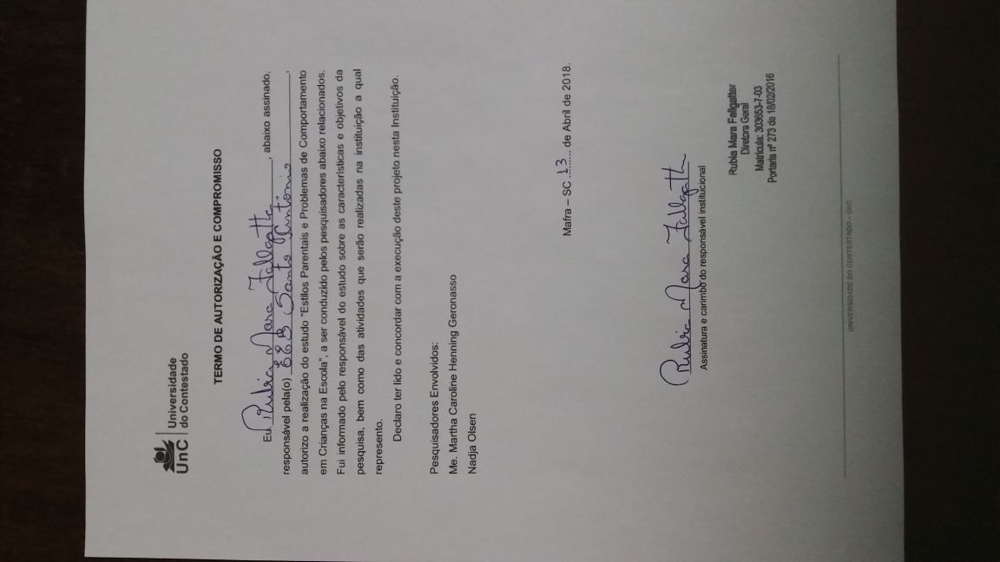 UnC
Universidade
do Contestado
TERMO DE AUTORIZAÇÃO E COMPROMISSO
Eu Rubia Mara Fallgatter, abaixo assinado,
responsável pela(o) EEB Santo Antonio,
autorizo a realização do estudo "Estilos Parentais e Problemas de Comportamento
em Crianças na Escola", a ser conduzido pelos pesquisadores abaixo relacionados.
Fui informado pelo responsável do estudo sobre as características e objetivos da
pesquisa, bem como das atividades que serão realizadas na instituição a qual
represento.
Declaro ter lido e concordar com a execução deste projeto nesta Instituição.
Pesquisadores Envolvidos:
Me. Martha Caroline Henning Geronasso
Nadja Olsen
Mafra – SC 13 de Abril de 2018.
Rubia Mara Fallgatter
Assinatura e carimbo do responsável institucional
Rubia Mara Fallgatter
Diretora Geral
Matrícula: 303653-7-03
Portaria nº 273 de 18/02/2016
UNIVERSIDADE DO CONTESTADO - UnC